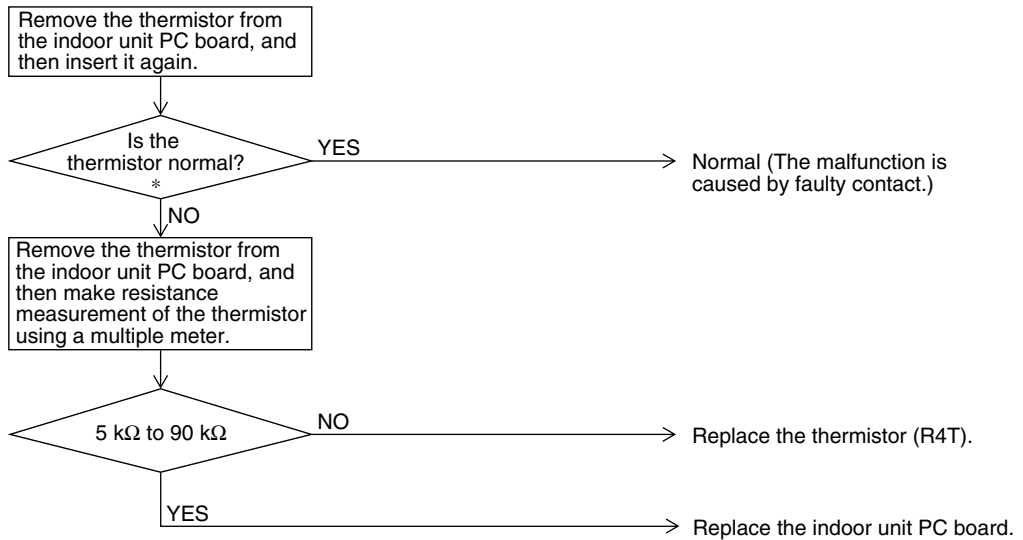 Remove the thermistor from
the indoor unit PC board, and
then insert it again.
Is the
thermistor normal?
*
YES
Normal (The malfunction is
caused by faulty contact.)
NO
Remove the thermistor from
the indoor unit PC board, and
then make resistance
measurement of the thermistor
using a multiple meter.
5 kΩ to 90 kΩ
NO
Replace the thermistor (R4T).
YES
Replace the indoor unit PC board.